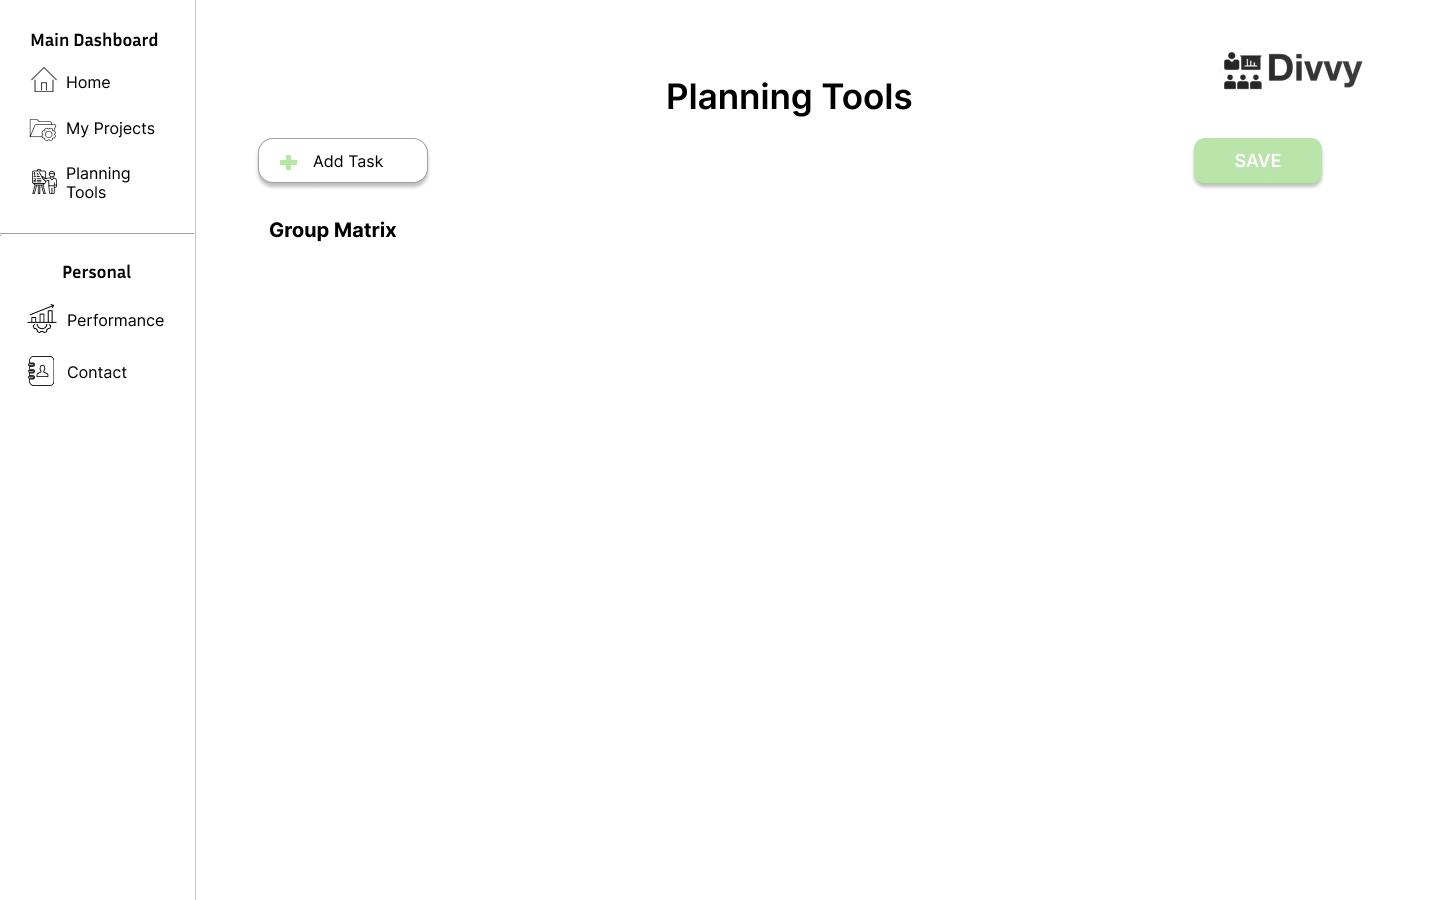 Main Dashboard
Home
My Projects
Planning
Tools
Personal
Performance
Contact
Divvy
Planning Tools
Add Task
SAVE
Group Matrix